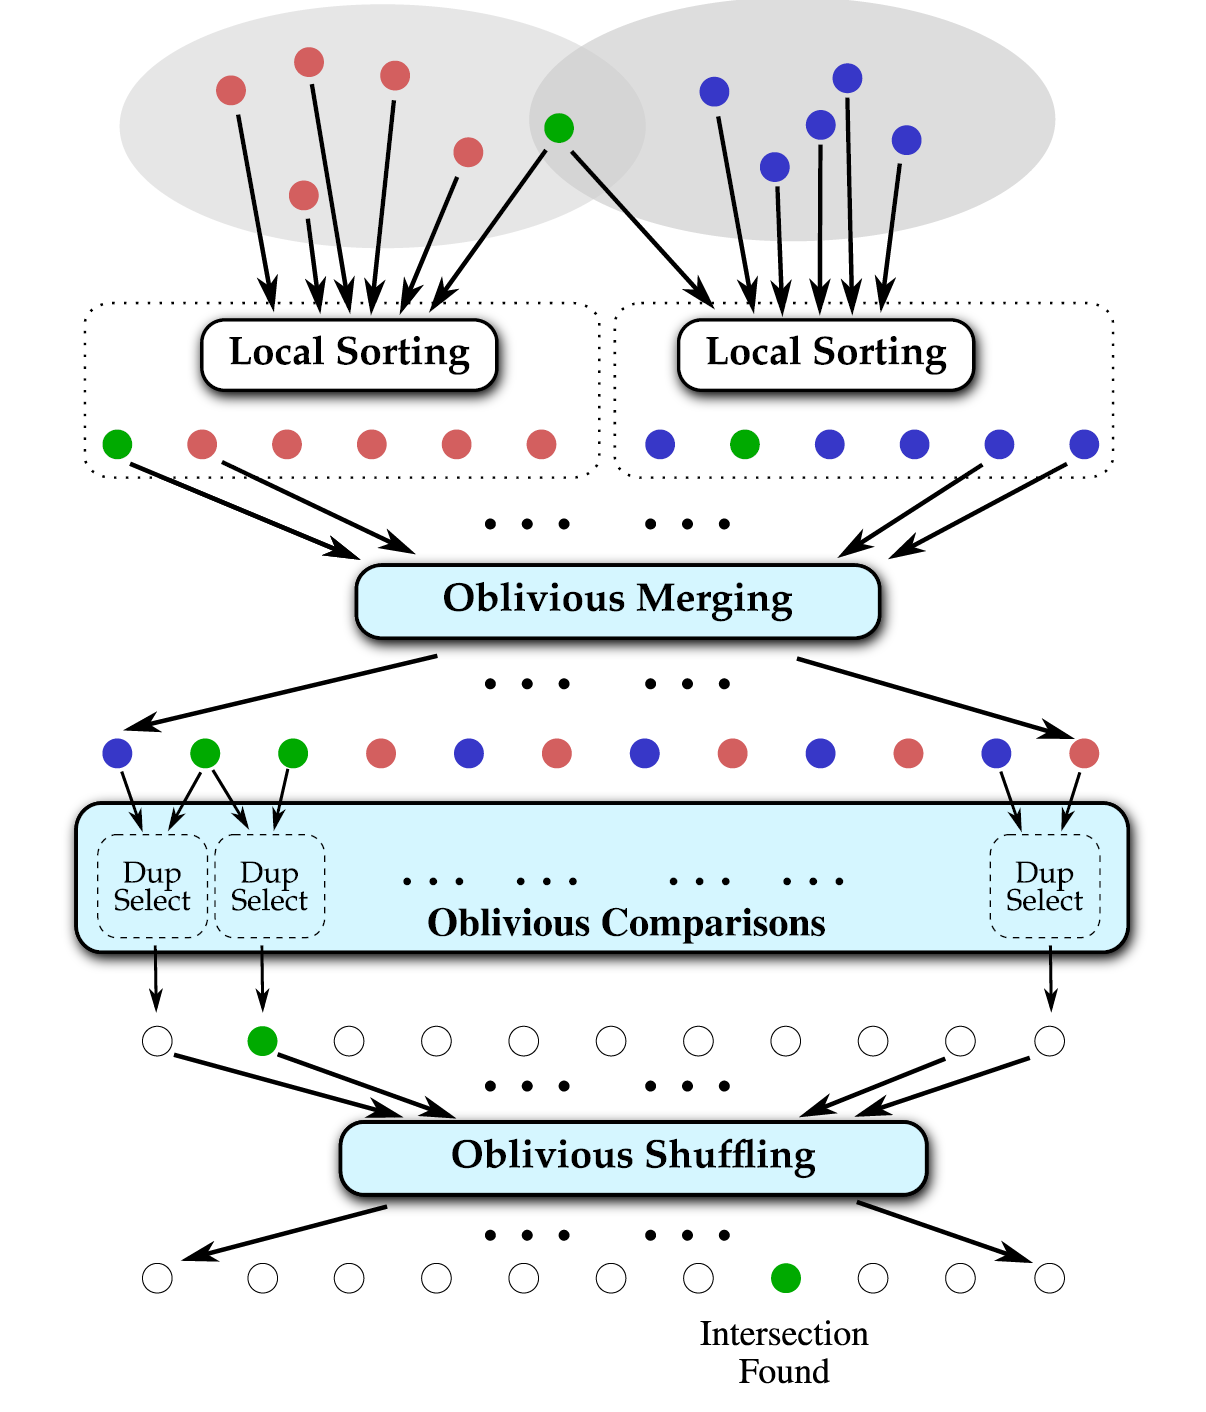 Local Sorting
Local Sorting
Oblivious Merging
Dup
Select
Dup
Select
Dup
Select
Oblivious Comparisons
Oblivious Shuffling
Intersection
Found